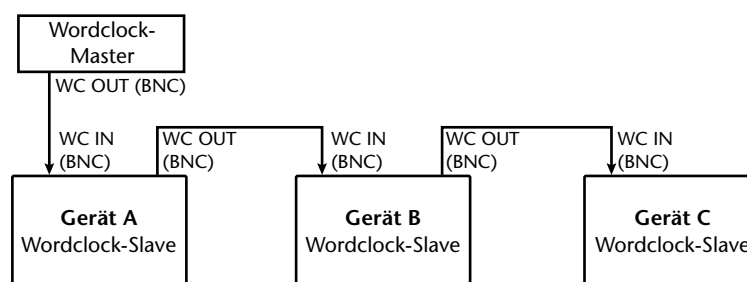 Wordclock-
Master
WC OUT (BNC)
WC IN
(BNC)
WC OUT
(BNC)
WC IN
(BNC)
WC OUT
(BNC)
WC IN
(BNC)
Gerät A
Wordclock-Slave
Gerät B
Wordclock-Slave
Gerät C
Wordclock-Slave